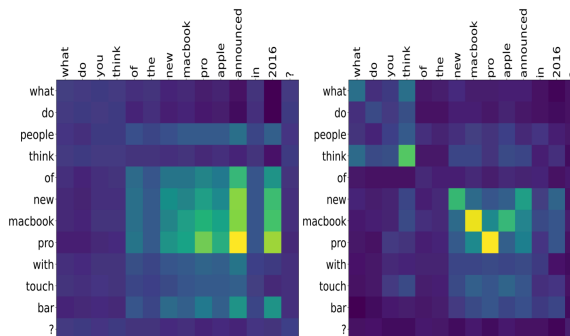 what do you think of the new macbook pro apple announced in 2016 ?
what do you think of the new macbook pro apple announced in 2016 ?
what
do
people
think
of
new
macbook
pro
with
touch
bar
?
what
do
people
think
of
new
macbook
pro
with
touch
bar
?